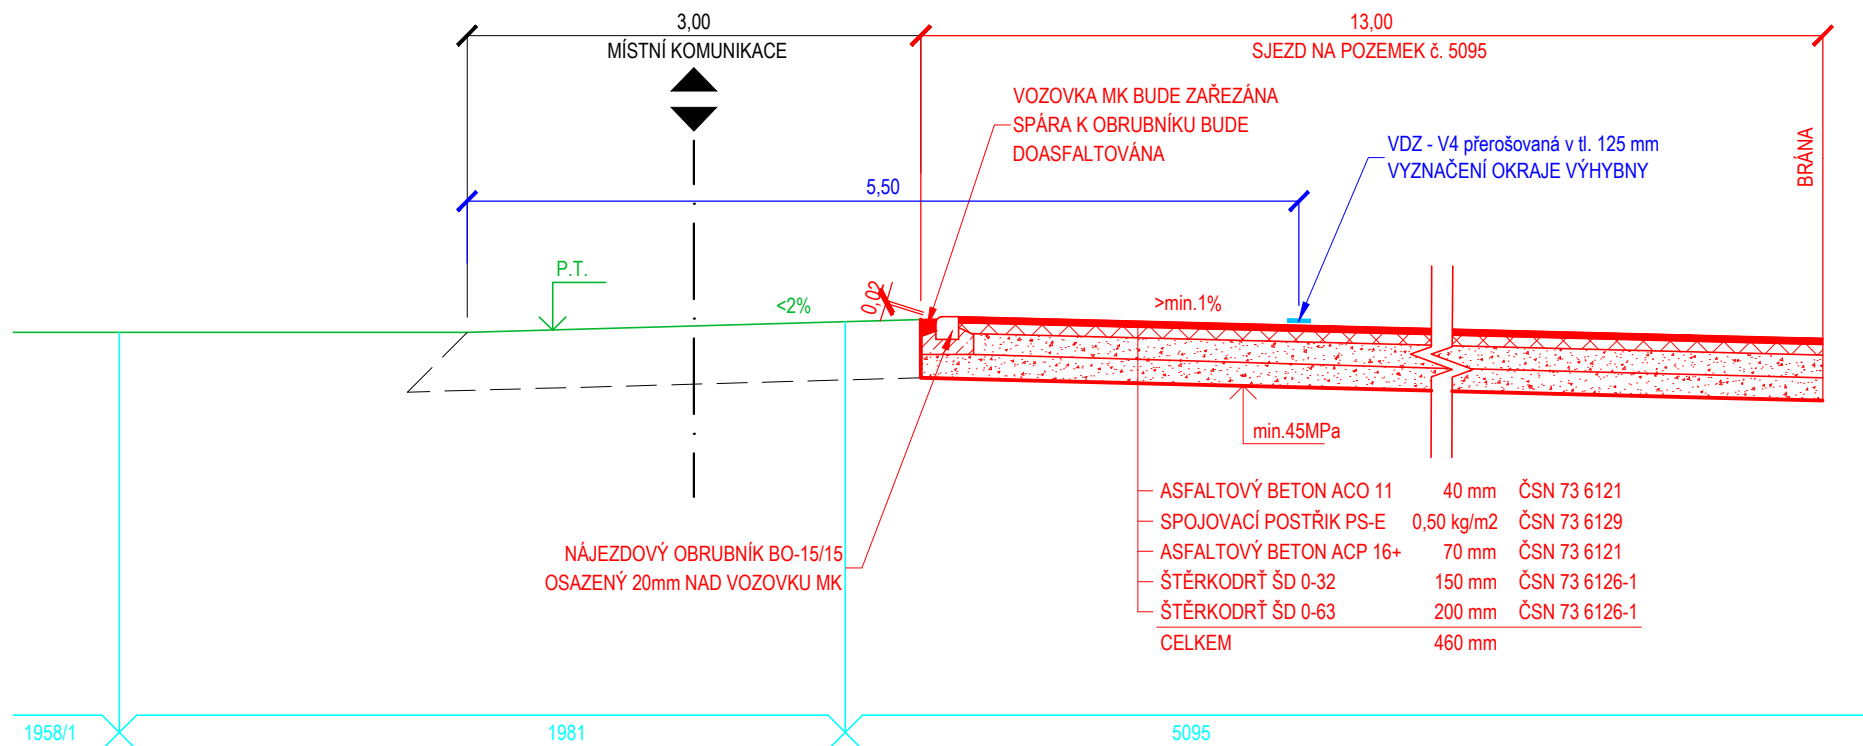 3,00
MÍSTNÍ KOMUNIKACE
13,00
SJEZD NA POZEMEK č. 5095
VOZOVKA MK BUDE ZAŘEZÁNA
SPÁRA K OBRUBNÍKU BUDE
DOASFALTOVÁNA
VDZ - V4 přerošovaná v tl. 125 mm
VYZNAČENÍ OKRAJE VÝHYBNY
BRÁNA
5,50
P.T.
<2%
0,02
>min.1%
min.45MPa
ASFALTOVÝ BETON ACO 11 40 mm ČSN 73 6121
SPOJOVACÍ POSTŘIK PS-E 0,50 kg/m2 ČSN 73 6129
ASFALTOVÝ BETON ACP 16+ 70 mm ČSN 73 6121
ŠTĚRKODRŤ ŠD 0-32 150 mm ČSN 73 6126-1
ŠTĚRKODRŤ ŠD 0-63 200 mm ČSN 73 6126-1
CELKEM 460 mm
NÁJEZDOVÝ OBRUBNÍK BO-15/15
OSAZENÝ 20mm NAD VOZOVKU MK
1958/1
1981
5095